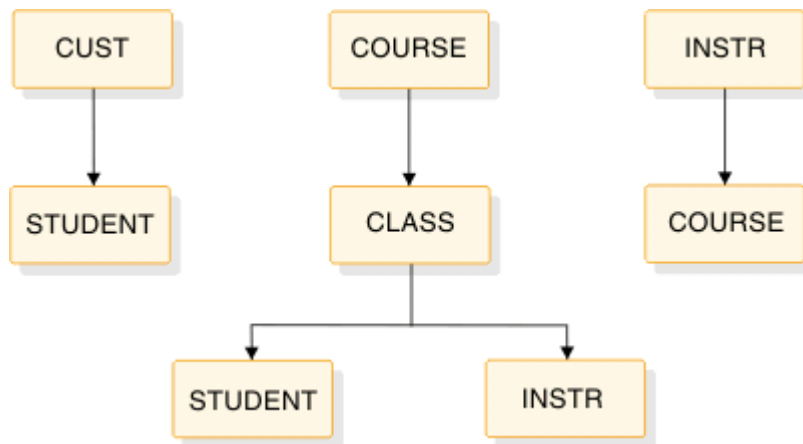 CUST
COURSE
INSTR
STUDENT
CLASS
COURSE
STUDENT
INSTR